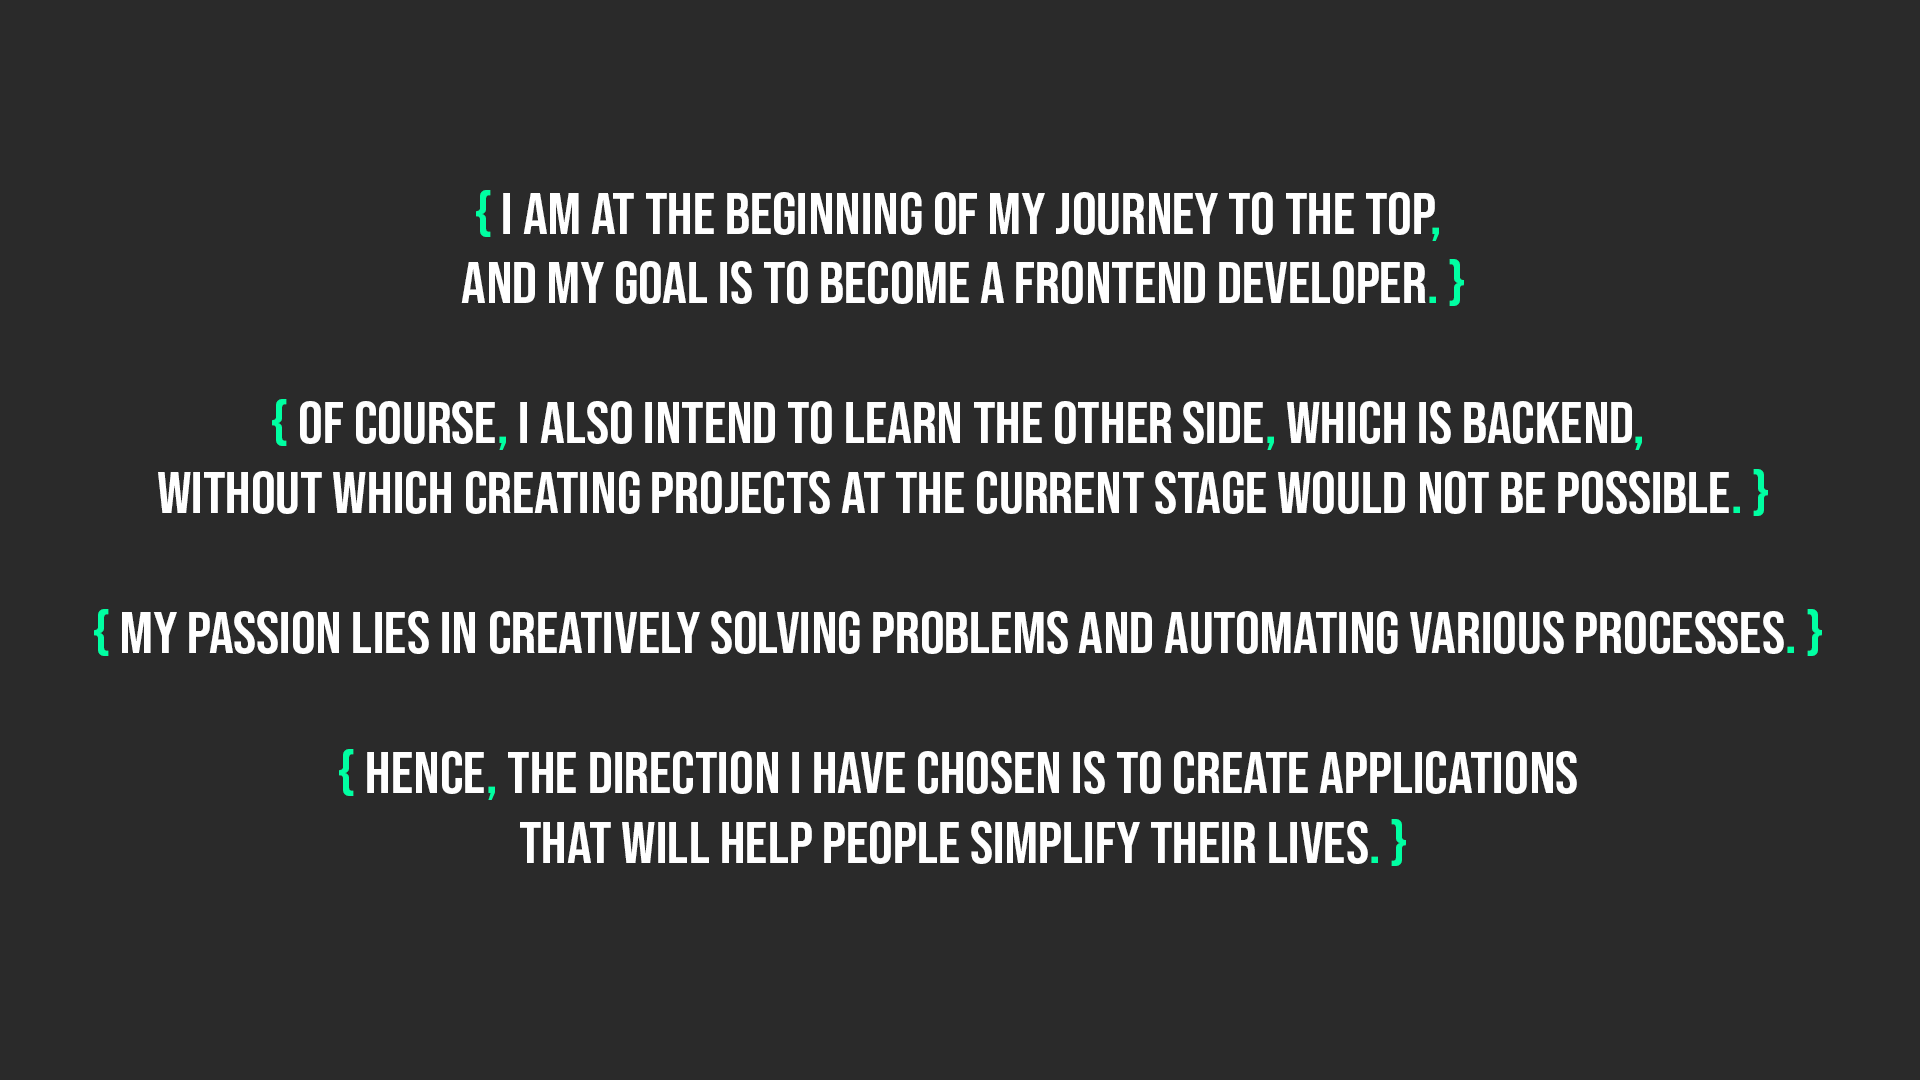 { I AM AT THE BEGINNING OF MY JOURNEY TO THE TOP,
AND MY GOAL IS TO BECOME A FRONTEND DEVELOPER. }
{ OF COURSE, I ALSO INTEND TO LEARN THE OTHER SIDE, WHICH IS BACKEND,
WITHOUT WHICH CREATING PROJECTS AT THE CURRENT STAGE WOULD NOT BE POSSIBLE. }
{ MY PASSION LIES IN CREATIVELY SOLVING PROBLEMS AND AUTOMATING VARIOUS PROCESSES. }
{ HENCE, THE DIRECTION I HAVE CHOSEN IS TO CREATE APPLICATIONS
THAT WILL HELP PEOPLE SIMPLIFY THEIR LIVES. }